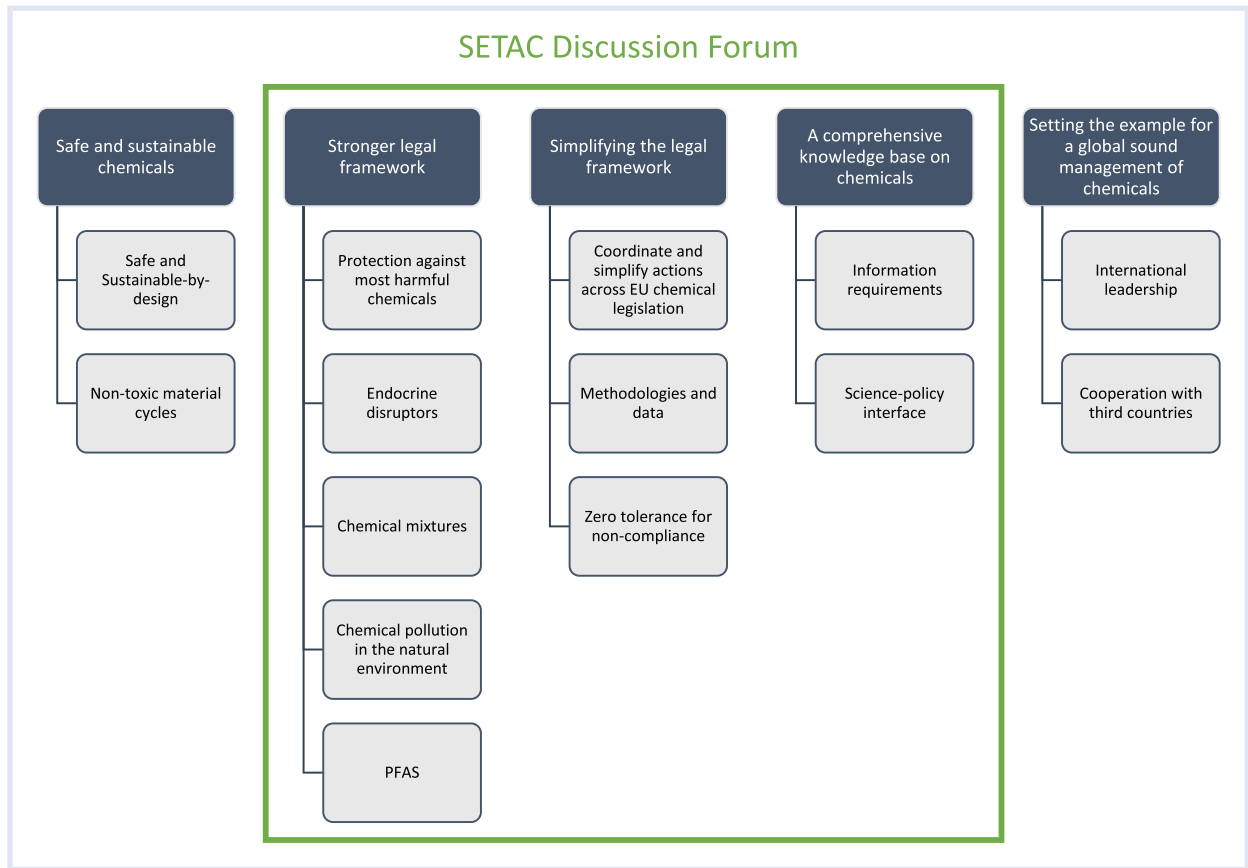 SETAC Discussion Forum
Safe and sustainable
chemicals
Safe and
Sustainable-by-
design
Non-toxic material
cycles
Stronger legal
framework
Protection against
most harmful
chemicals
Endocrine
disruptors
Chemical mixtures
Chemical pollution
in the natural
environment
PFAS
Simplifying the legal
framework
Coordinate and
simplify actions
across EU chemical
legislation
Methodologies and
data
Zero tolerance for
non-compliance
A comprehensive
knowledge base on
chemicals
Information
requirements
Science-policy
interface
Setting the example for
a global sound
management of
chemicals
International
leadership
Cooperation with
third countries